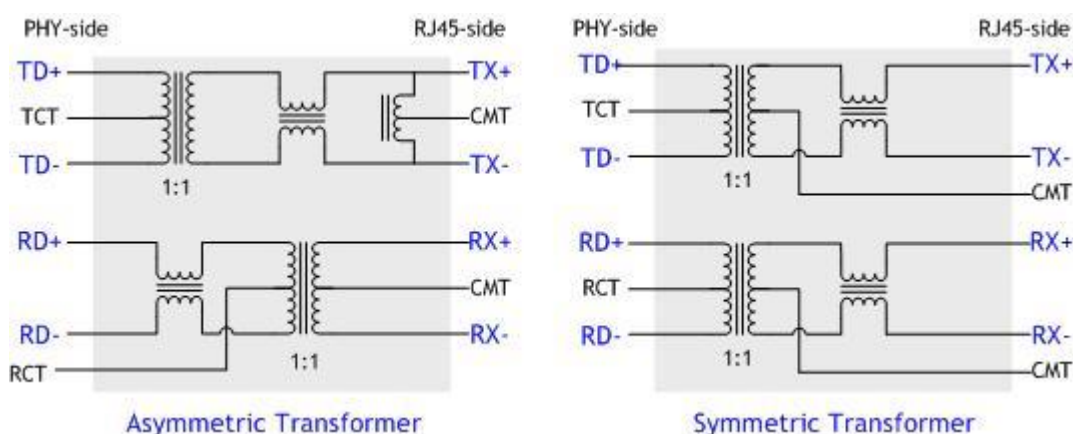 PHY-side
RJ45-side
TD+
TX+
TCT
CMT
TD-
TX-
1:1
RD+
RX+
CMT
RD-
RX-
RCT
1:1
Asymmetric Transformer
PHY-side
RJ45-side
TD+
TX+
TCT
TD-
TX-
1:1
CMT
RD+
RX+
RCT
RD-
RX-
1:1
CMT
Symmetric Transformer